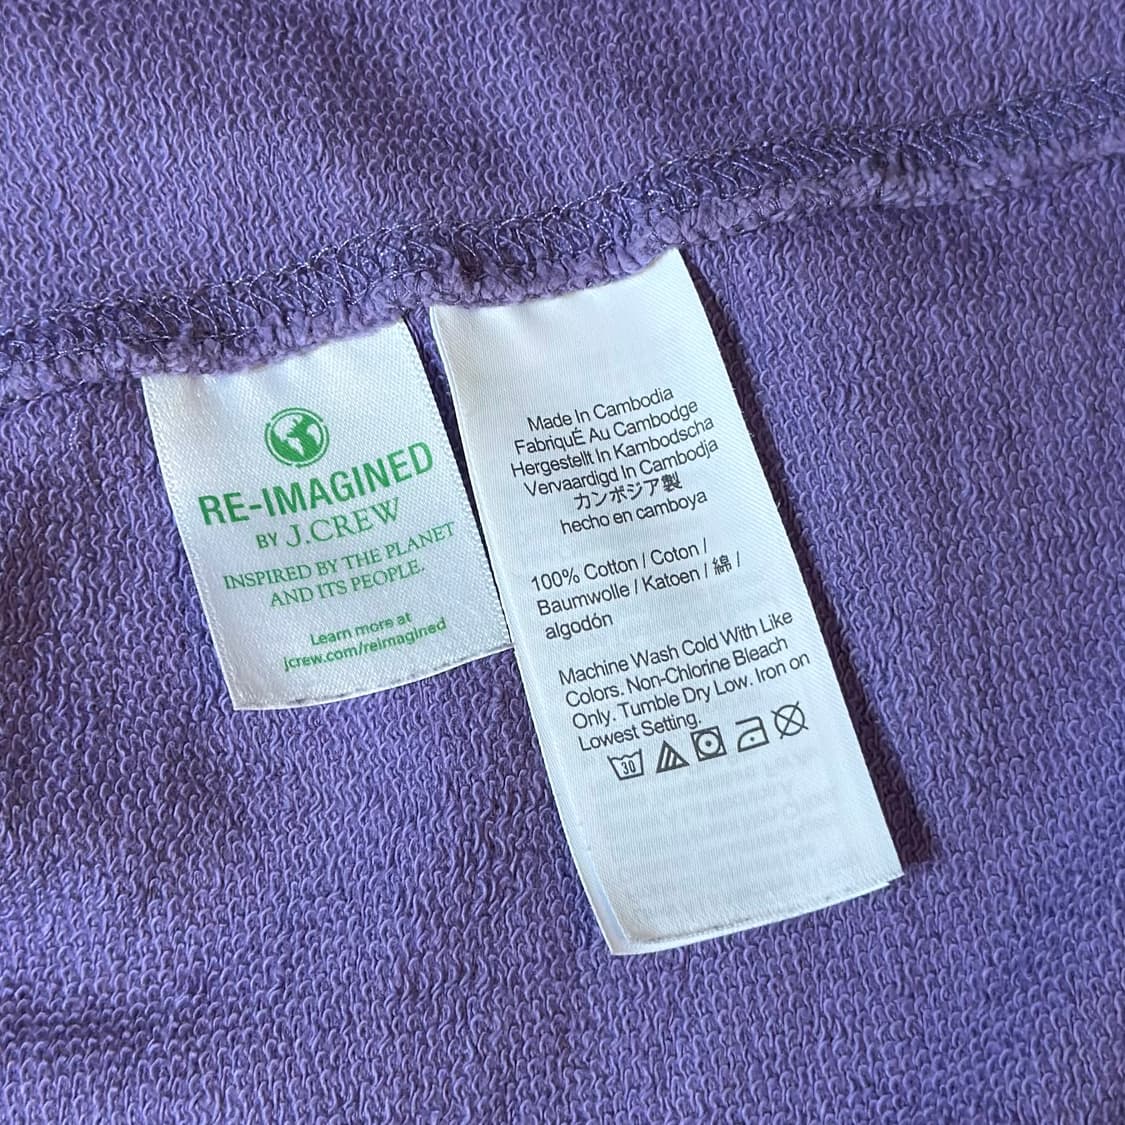 RE-IMAGINED
BY J.CREW
INSPIRED BY THE PLANET
AND ITS PEOPLE.
Learn more at
jcrew.com/reimagined
Made In Cambodia
FabriquÉ Au Cambodge
Hergestellt In Kambodscha
Vervaardigd In Cambodja
カンボジア製
hecho en camboya
100% Cotton / Coton /
Baumwolle / Katoen / 綿 /
algodón
Machine Wash Cold With Like
Colors. Non-Chlorine Bleach
Only. Tumble Dry Low. Iron on
Lowest Setting.
30